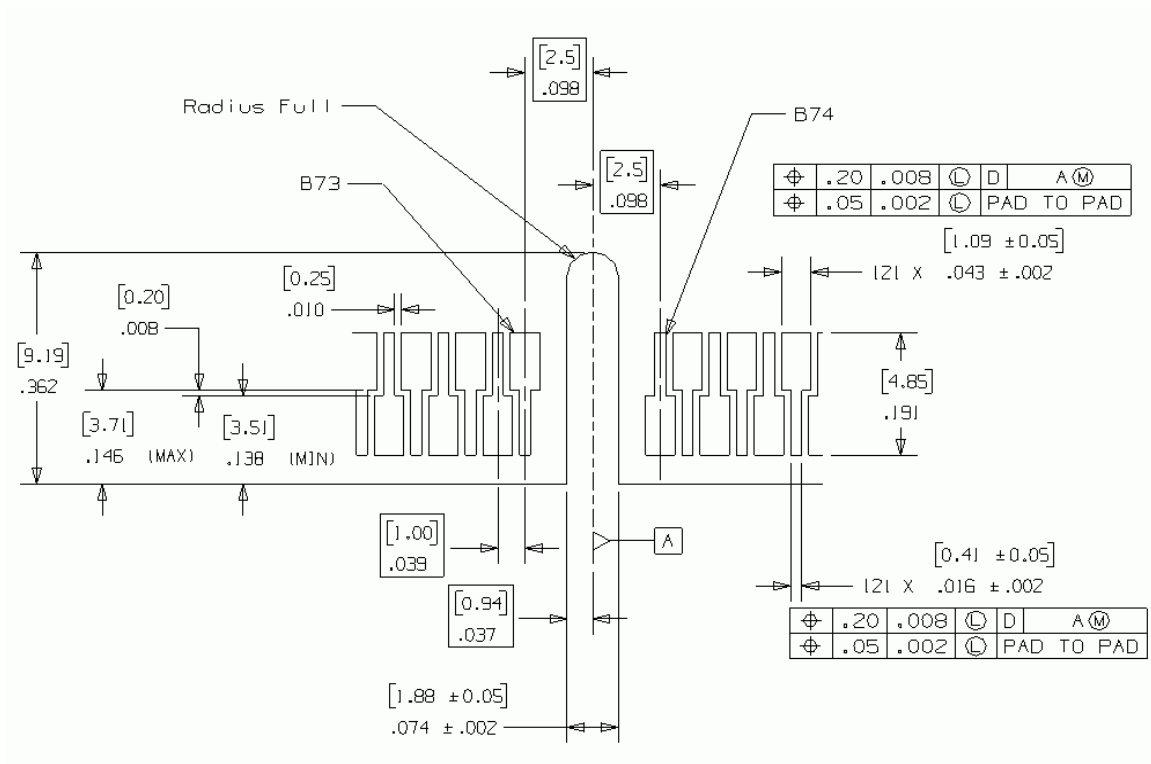 [2.5]
.098
Radius Full
B74
[2.5]
.098
B73
⌖ .20 .008 Ⓛ D A Ⓜ
⌖ .05 .002 Ⓛ PAD TO PAD
[1.09 ±0.05]
121 X .043 ±.002
[0.25]
.010
[0.20]
.008
[9.19]
.362
[4.85]
.191
[3.71]
.146 (MAX)
[3.51]
.138 (MIN)
[1.00]
.039
A
[0.41 ±0.05]
121 X .016 ±.002
[0.94]
.037
⌖ .20 .008 Ⓛ D A Ⓜ
⌖ .05 .002 Ⓛ PAD TO PAD
[1.88 ±0.05]
.074 ±.002